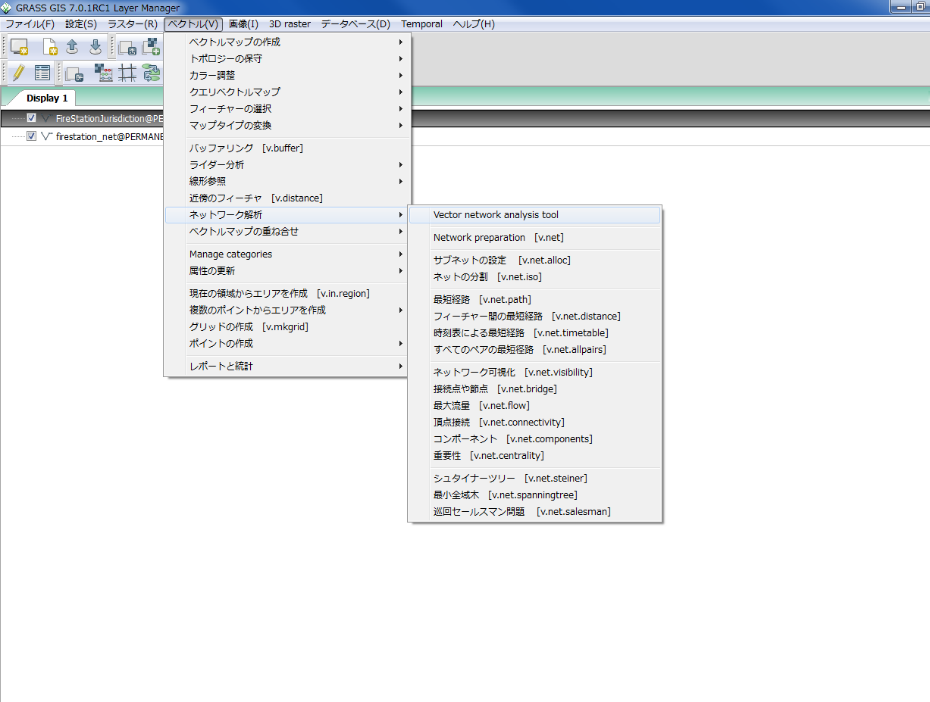 GRASS GIS 7.0.1RC1 Layer Manager
ファイル(F) 設定(S) ラスター(R) ベクトル(V) 画像(I) 3D raster データベース(D) Temporal ヘルプ(H)
ベクトルマップの作成
トポロジーの保守
カラー調整
クエリベクトルマップ
フィーチャーの選択
マップタイプの変換
Display 1
FireStationJurisdiction@PE
firestation_net@PERMANE
バッファリング [v.buffer]
ライダー分析
線形参照
近傍のフィーチャ [v.distance]
ネットワーク解析
ベクトルマップの重ね合せ
Manage categories
属性の更新
現在の領域からエリアを作成 [v.in.region]
複数のポイントからエリアを作成
グリッドの作成 [v.mkgrid]
ポイントの作成
レポートと統計
Vector network analysis tool
Network preparation [v.net]
サブネットの設定 [v.net.alloc]
ネットの分割 [v.net.iso]
最短経路 [v.net.path]
フィーチャー間の最短経路 [v.net.distance]
時刻表による最短経路 [v.net.timetable]
すべてのペアの最短経路 [v.net.allpairs]
ネットワーク可視化 [v.net.visibility]
接続点や節点 [v.net.bridge]
最大流量 [v.net.flow]
頂点接続 [v.net.connectivity]
コンポーネント [v.net.components]
重要性 [v.net.centrality]
シュタイナーツリー [v.net.steiner]
最小全域木 [v.net.spanningtree]
巡回セールスマン問題 [v.net.salesman]